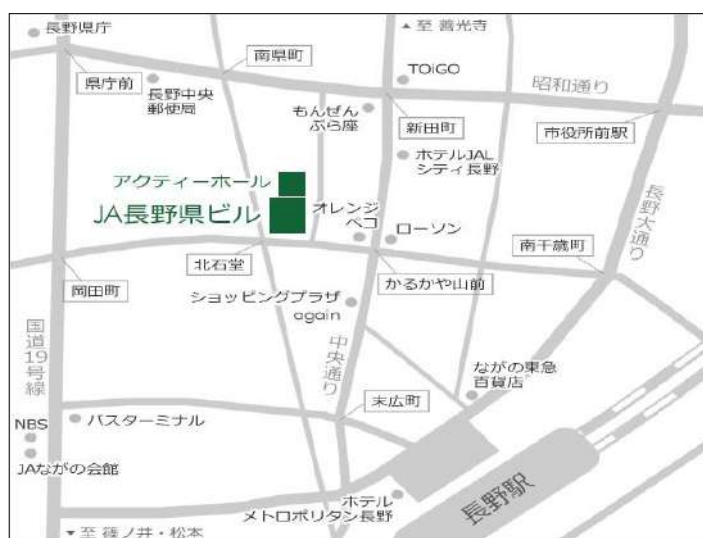 長野県庁
▲至 善光寺
南県町
TOiGO
県庁前
長野中央
郵便局
昭和通り
もんぜん
ぷら座
新田町
市役所前駅
ホテルJAL
シティ長野
アクティーホール
JA長野県ビル
オレンジ
ペコ
ローソン
長野大通り
南千歳町
北石堂
かるかや山前
岡田町
ショッピングプラザ
again
国道19号線
中央通り
ながの東急
百貨店
末広町
NBS
バスターミナル
JAながの会館
長野駅
ホテル
メトロポリタン長野
▼至 篠ノ井・松本